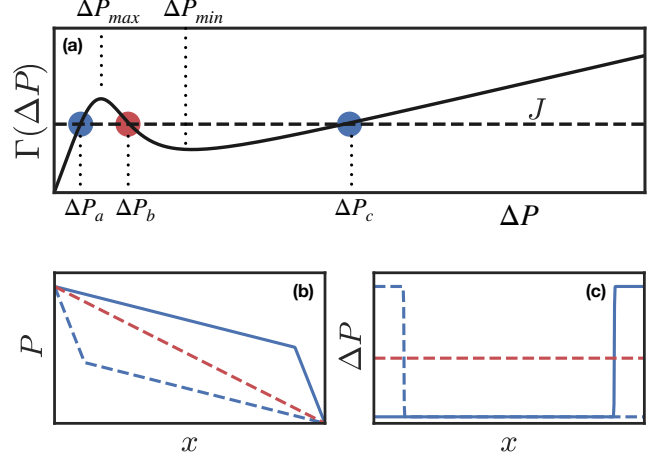 ΔP_max ΔP_min
(a)
Γ(ΔP)
J
ΔP_a ΔP_b ΔP_c ΔP
(b) (c)
P ΔP
x x